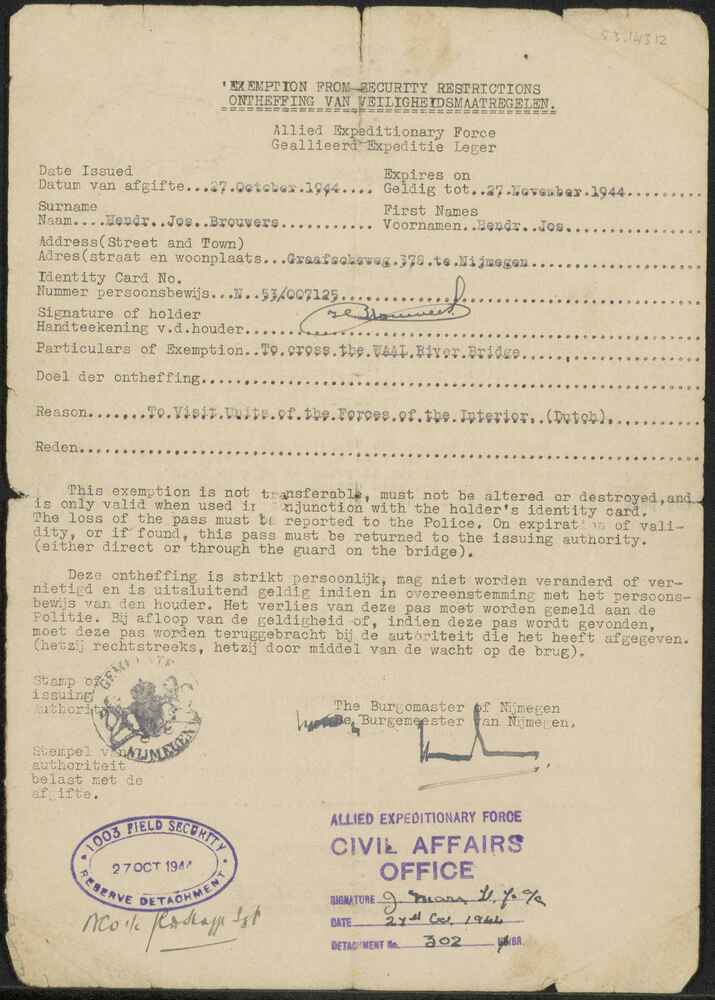 'EXEMPTION FROM SECURITY RESTRICTIONS
ONTHEFFING VAN VEILIGHEIDSMAATREGELEN.
Allied Expeditionary Force
Geallieerd Expeditie Leger
Date Issued
Datum van afgifte...27.October.1944....
Expires on
Geldig tot..27.November.1944.........
Surname
Naam....Hendr..Jos..Brouwers..........
First Names
Voornamen..Hendr..Jos................
Address(Street and Town)
Adres(straat en woonplaats...Graafscheweg.378.te.Nijmegen......................
Identity Card No.
Nummer persoonsbewijs...N..53/007125...........................................
Signature of holder
Handteekening v.d.houder.......................................................
Particulars of Exemption..To.cross.the.WAAL.River.Bridge.......................
Doel der ontheffing............................................................
Reason.......To.Visit.Units.of.the.Forces.of.the.Interior..(Dutch).............
Reden..........................................................................
This exemption is not transferable, must not be altered or destroyed,and
is only valid when used in njunction with the holder's identity card.
The loss of the pass must be reported to the Police. On expiration of vali-
dity, or if found, this pass must be returned to the issuing authority.
(either direct or through the guard on the bridge).
Deze ontheffing is strikt persoonlijk, mag niet worden veranderd of ver-
nietigd en is uitsluitend geldig indien in overeenstemming met het persoons-
bewijs van den houder. Het verlies van deze pas moet worden gemeld aan de
Politie. Bij afloop van de geldigheid of, indien deze pas wordt gevonden,
moet deze pas worden teruggebracht bij de autoriteit die het heeft afgegeven.
(hetzij rechtstreeks, hetzij door middel van de wacht op de brug).
Stamp of
issuing
Authority
GEMEENTE
NIJMEGEN
The Burgomaster of Nijmegen
De Burgemeester van Nijmegen.
Stempel van
authoriteit
belast met de
afgifte.
1003 FIELD SECURITY
27 OCT 1944
RESERVE DETACHMENT
ALLIED EXPEDITIONARY FORCE
CIVIL AFFAIRS
OFFICE
SIGNATURE
DATE 27th Oct. 1944
DETACHMENT No. 302